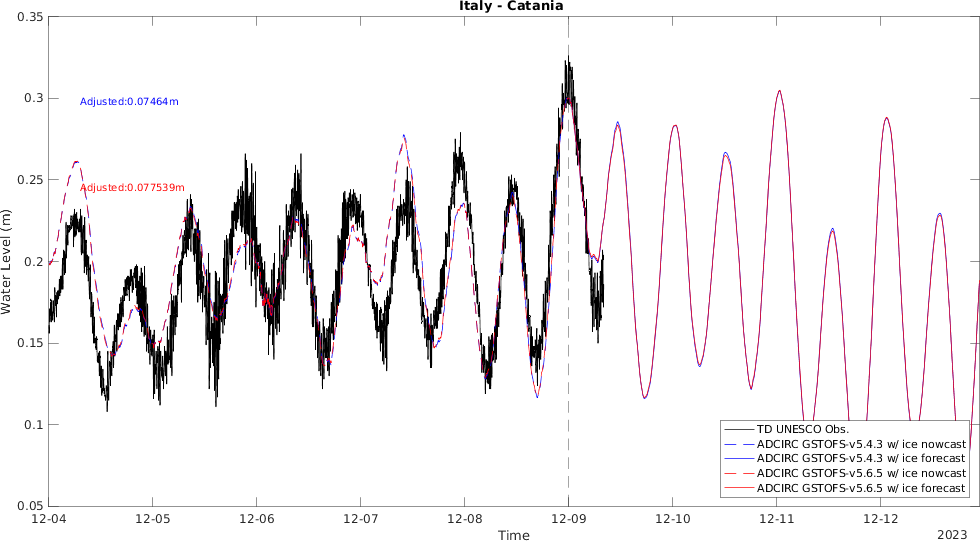 Italy - Catania
0.35
0.3
0.25
0.2
0.15
0.1
0.05
Water Level (m)
Adjusted:0.07464m
Adjusted:0.077539m
TD UNESCO Obs.
ADCIRC GSTOFS-v5.4.3 w/ ice nowcast
ADCIRC GSTOFS-v5.4.3 w/ ice forecast
ADCIRC GSTOFS-v5.6.5 w/ ice nowcast
ADCIRC GSTOFS-v5.6.5 w/ ice forecast
12-04 12-05 12-06 12-07 12-08 12-09 12-10 12-11 12-12
Time
2023